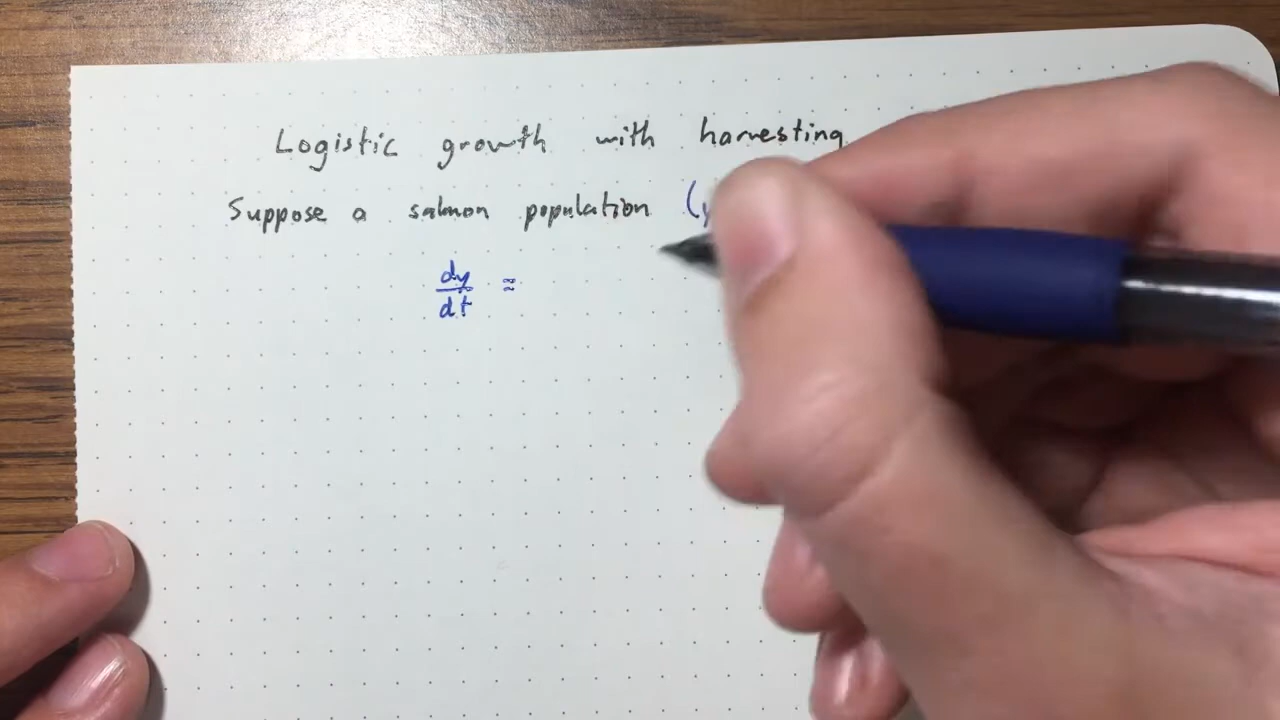 Logistic growth with harvesting
Suppose a salmon population (y
dy/dt =